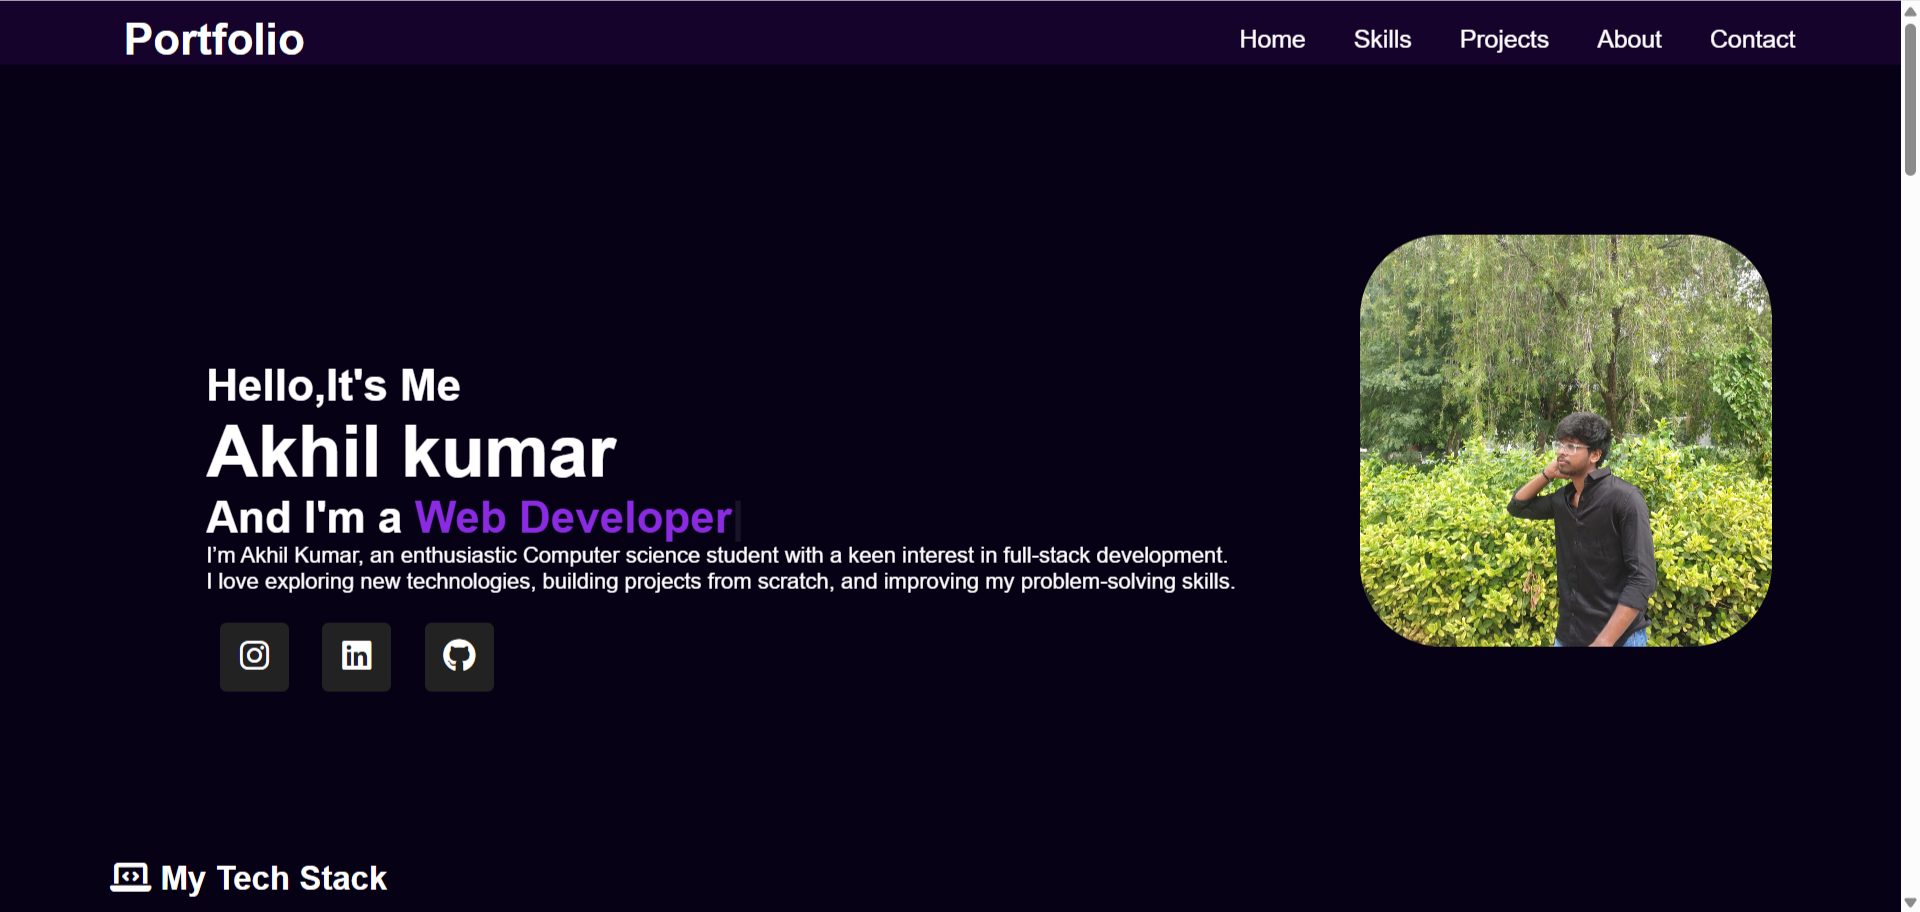 Portfolio
Home Skills Projects About Contact
Hello,It's Me
Akhil kumar
And I'm a Web Developer
I’m Akhil Kumar, an enthusiastic Computer science student with a keen interest in full-stack development.
I love exploring new technologies, building projects from scratch, and improving my problem-solving skills.
My Tech Stack